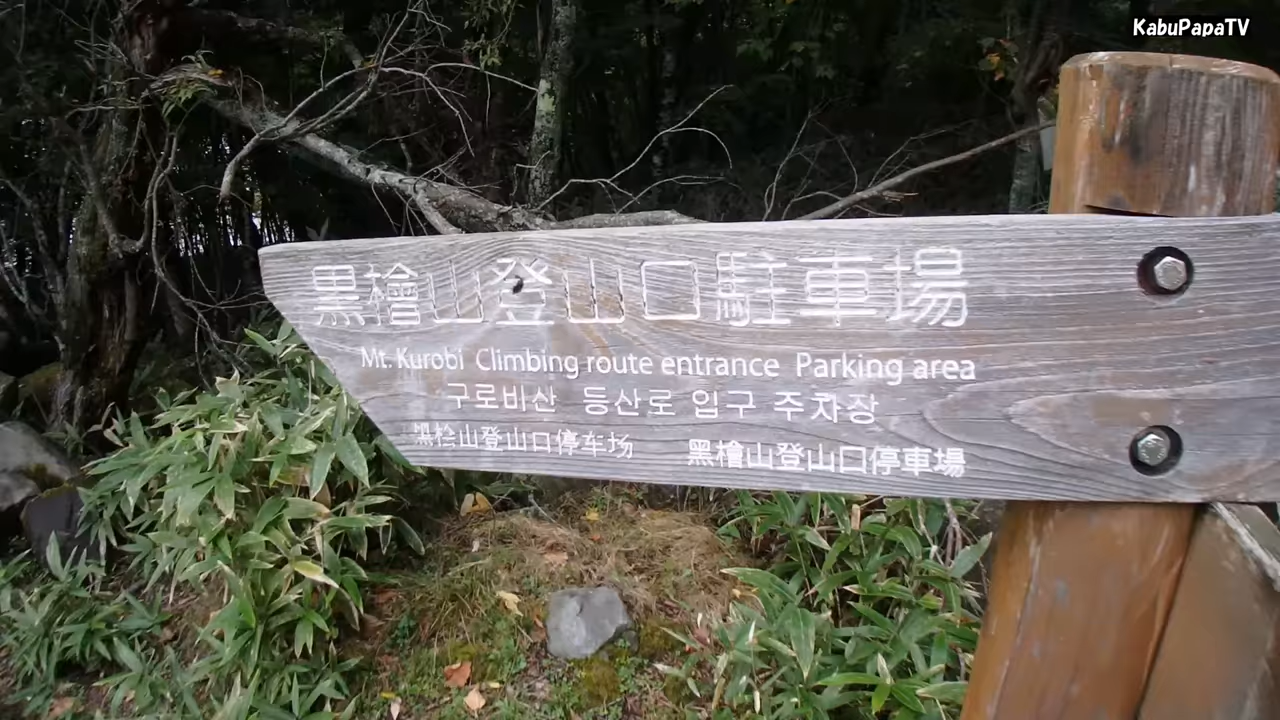 KabuPapaTV
黒檜山登山口駐車場
Mt. Kurobi Climbing route entrance Parking area
구로비산 등산로 입구 주차장
黑桧山登山口停车场 黑檜山登山口停車場